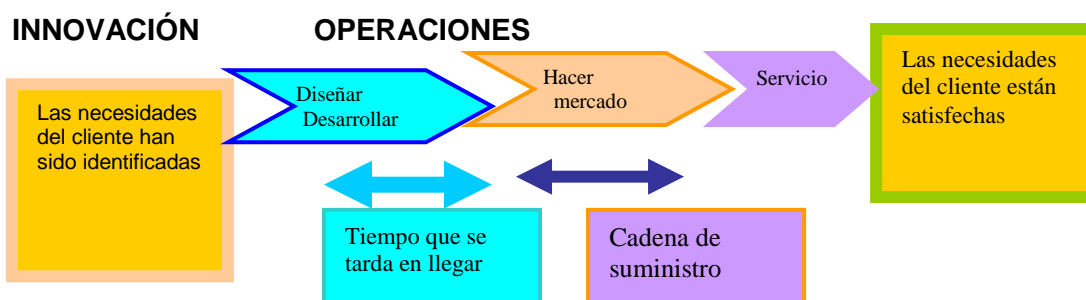 INNOVACIÓN
OPERACIONES
Las necesidades
del cliente han
sido identificadas
Diseñar
Desarrollar
Hacer
mercado
Servicio
Las necesidades
del cliente están
satisfechas
Tiempo que se
tarda en llegar
Cadena de
suministro